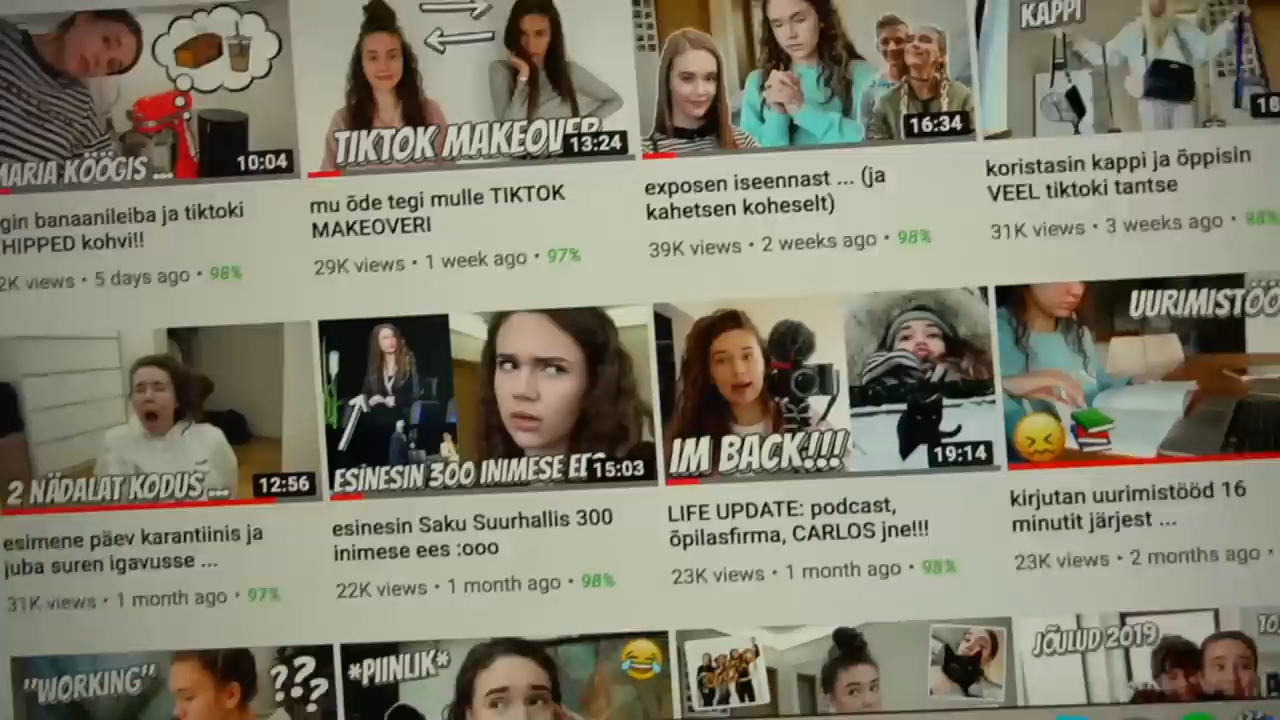 MARIA KÖÖGIS ...
10:04
TIKTOK MAKEOVER
13:24
16:34
KAPPI
gin banaanileiba ja tiktoki
HIPPED kohvi!!
2K views • 5 days ago • 98%
mu õde tegi mulle TIKTOK
MAKEOVERI
29K views • 1 week ago • 97%
exposen iseennast ... (ja
kahetsen koheselt)
39K views • 2 weeks ago • 98%
koristasin kappi ja õppisin
VEEL tiktoki tantse
31K views • 3 weeks ago • 98%
2 NÄDALAT KODUS ...
12:56
ESINESIN 300 INIMESE EE
15:03
IM BACK!!!
19:14
UURIMISTÖÖ
esimene päev karantiinis ja
juba suren igavusse ...
31K views • 1 month ago • 97%
esinesin Saku Suurhallis 300
inimese ees :ooo
22K views • 1 month ago • 98%
LIFE UPDATE: podcast,
õpilasfirma, CARLOS jne!!!
23K views • 1 month ago • 98%
kirjutan uurimistööd 16
minutit järjest ...
23K views • 2 months ago •
"WORKING"
???
*PIINLIK*
JÕULUD 2019
10